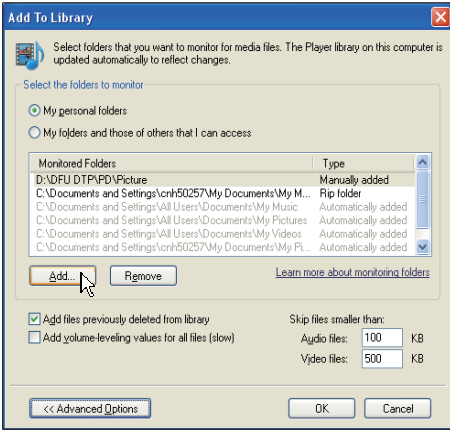 Add To Library
Select folders that you want to monitor for media files. The Player library on this computer is
updated automatically to reflect changes.
Select the folders to monitor
My personal folders
My folders and those of others that I can access
Monitored Folders Type
D:\DFU DTP\PD\Picture Manually added
C:\Documents and Settings\cnh50257\My Documents\My M... Rip folder
C:\Documents and Settings\All Users\Documents\My Music Automatically added
C:\Documents and Settings\All Users\Documents\My Pictures Automatically added
C:\Documents and Settings\All Users\Documents\My Videos Automatically added
C:\Documents and Settings\cnh50257\My Documents\My Pi... Automatically added
Add... Remove Learn more about monitoring folders
Add files previously deleted from library Skip files smaller than:
Add volume-leveling values for all files (slow) Audio files: 100 KB
Video files: 500 KB
<< Advanced Options OK Cancel